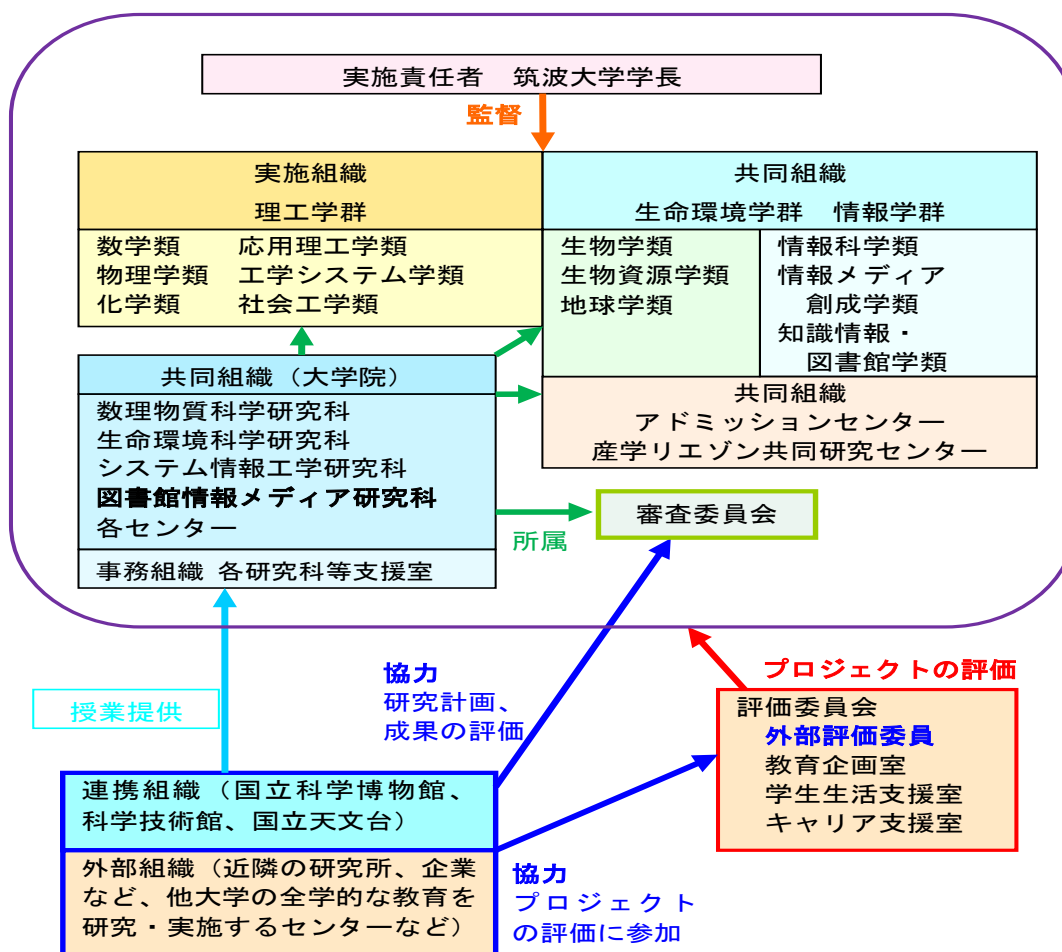 実施責任者　筑波大学学長
監督
実施組織
理工学群
数学類　　応用理工学類
物理学類　工学システム学類
化学類　　社会工学類
共同組織
生命環境学群　情報学群
生物学類
生物資源学類
地球学類
情報科学類
情報メディア
創成学類
知識情報・
図書館学類
共同組織（大学院）
数理物質科学研究科
生命環境科学研究科
システム情報工学研究科
図書館情報メディア研究科
各センター
事務組織 各研究科等支援室
共同組織
アドミッションセンター
産学リエゾン共同研究センター
所属
審査委員会
授業提供
協力
研究計画、
成果の評価
プロジェクトの評価
評価委員会
外部評価委員
教育企画室
学生生活支援室
キャリア支援室
連携組織（国立科学博物館、
科学技術館、国立天文台）
外部組織（近隣の研究所、企業
など、他大学の全学的な教育を
研究・実施するセンターなど）
協力
プロジェクト
の評価に参加